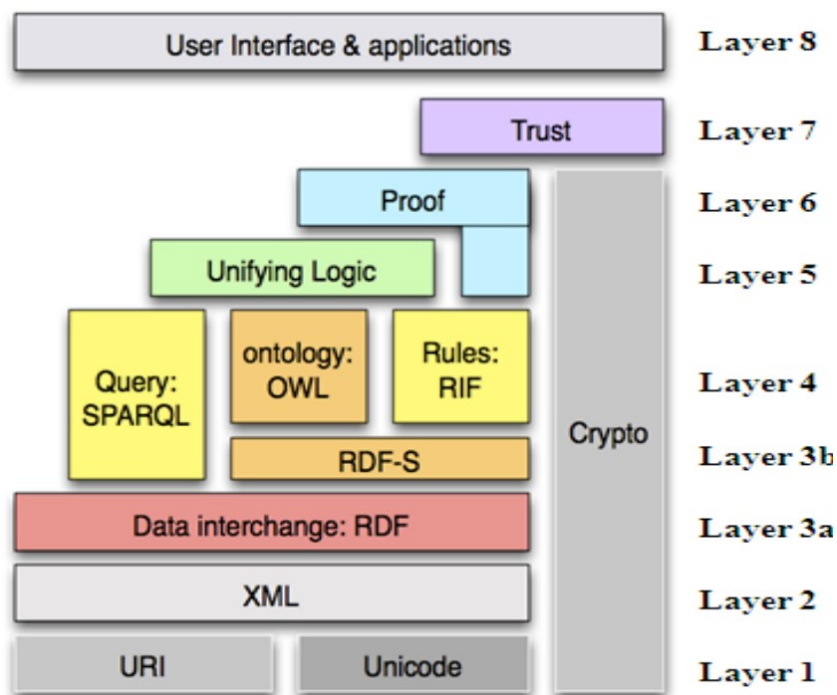 User Interface & applications
Layer 8
Trust
Layer 7
Proof
Layer 6
Unifying Logic
Layer 5
Query:
SPARQL
ontology:
OWL
Rules:
RIF
Layer 4
Crypto
RDF-S
Layer 3b
Data interchange: RDF
Layer 3a
XML
Layer 2
URI
Unicode
Layer 1